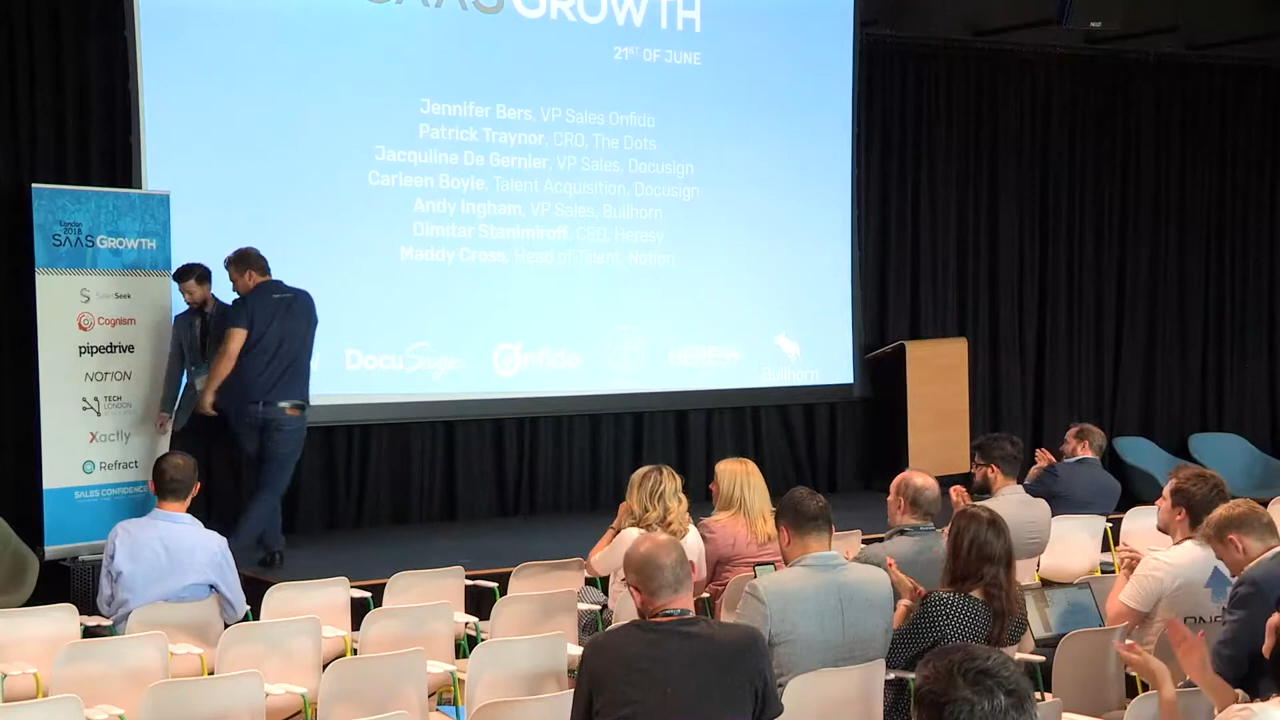 SAAS GROWTH
21ST OF JUNE
Jennifer Bers, VP Sales Onfido
Patrick Traynor, CRO, The Dots
Jacquline De Gernier, VP Sales, Docusign
Carleen Boyle, Talent Acquisition, Docusign
Andy Ingham, VP Sales, Bullhorn
Dimitar Stanimiroff, CEO, Heresy
Maddy Cross, Head of Talent, Notion
DocuSign
Onfido
HERESY
Bullhorn
London
2018
SAAS GROWTH
SalesSeek
Cognism
pipedrive
NOTION
TECH
LONDON
Xactly
Refract
SALES CONFIDENCE